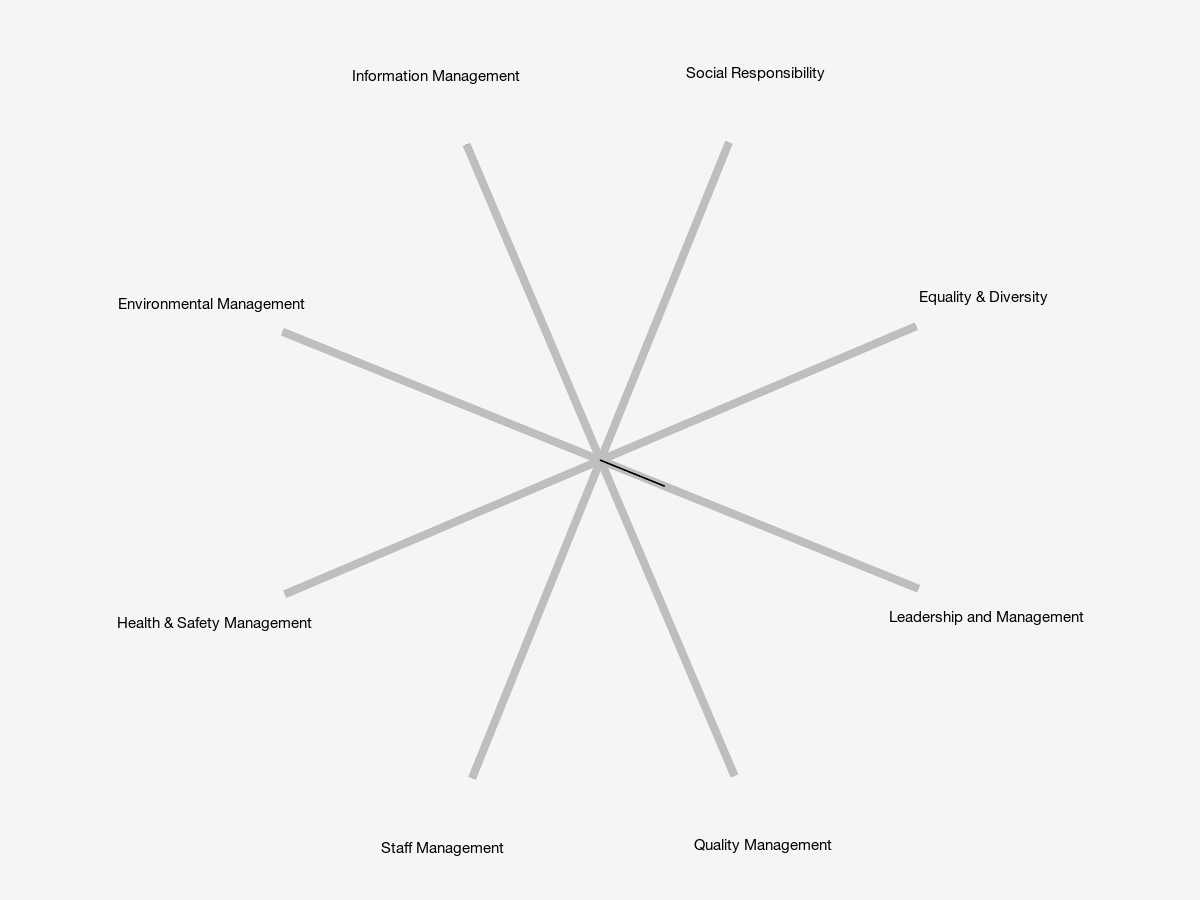 Information Management
Social Responsibility
Environmental Management
Equality & Diversity
Health & Safety Management
Leadership and Management
Staff Management
Quality Management